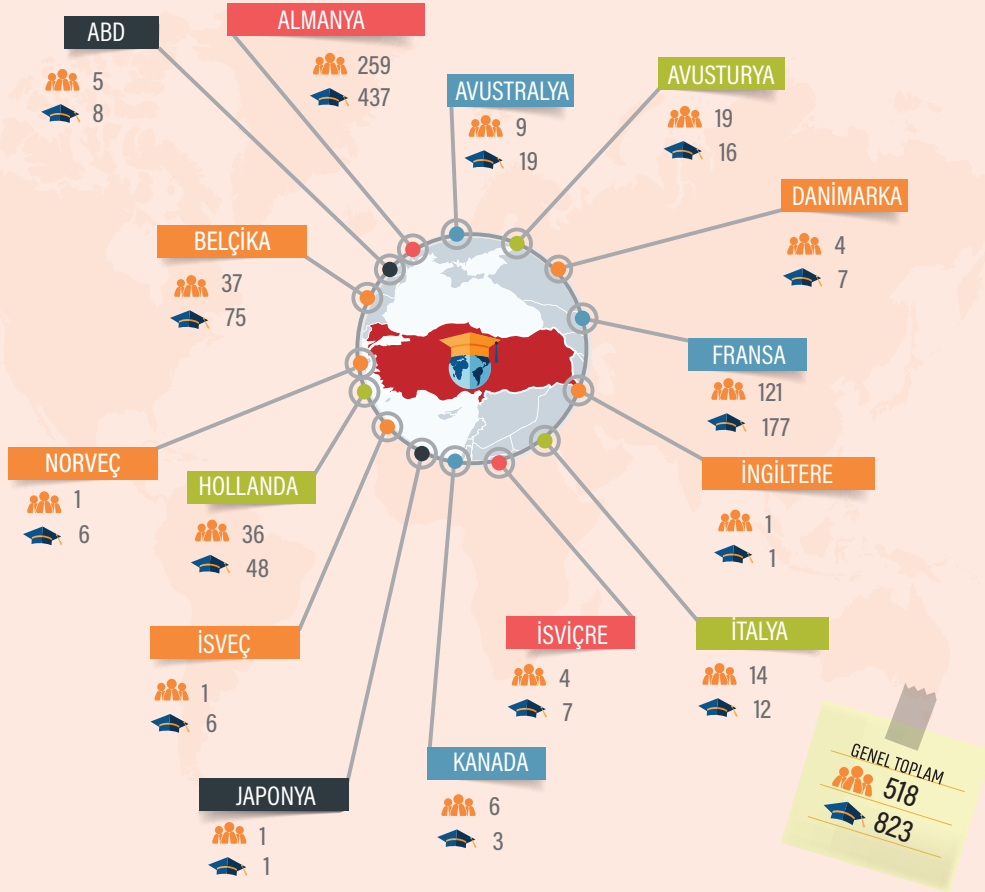 ABD
5
8
ALMANYA
259
437
AVUSTRALYA
9
19
AVUSTURYA
19
16
DANİMARKA
4
7
BELÇİKA
37
75
FRANSA
121
177
NORVEÇ
1
6
HOLLANDA
36
48
İNGİLTERE
1
1
İSVEÇ
1
6
İSVİÇRE
4
7
İTALYA
14
12
JAPONYA
1
1
KANADA
6
3
GENEL TOPLAM
518
823